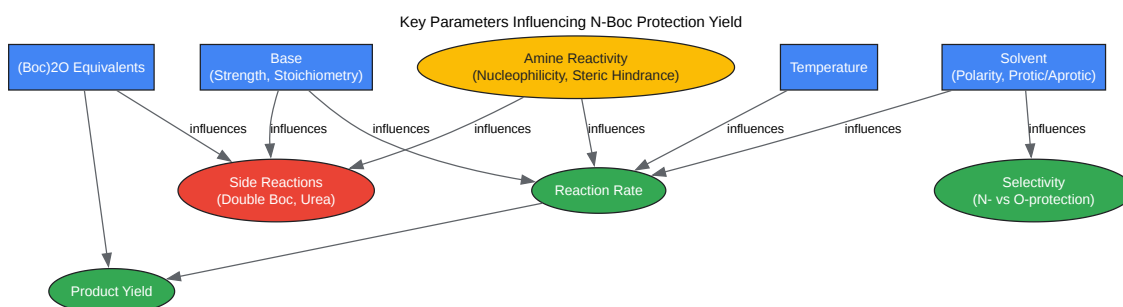 Key Parameters Influencing N-Boc Protection Yield
(Boc)2O Equivalents
Base
(Strength, Stoichiometry)
Amine Reactivity
(Nucleophilicity, Steric Hindrance)
Temperature
Solvent
(Polarity, Protic/Aprotic)
influences
influences
influences
influences
influences
influences
influences
influences
Side Reactions
(Double Boc, Urea)
Reaction Rate
Selectivity
(N- vs O-protection)
Product Yield